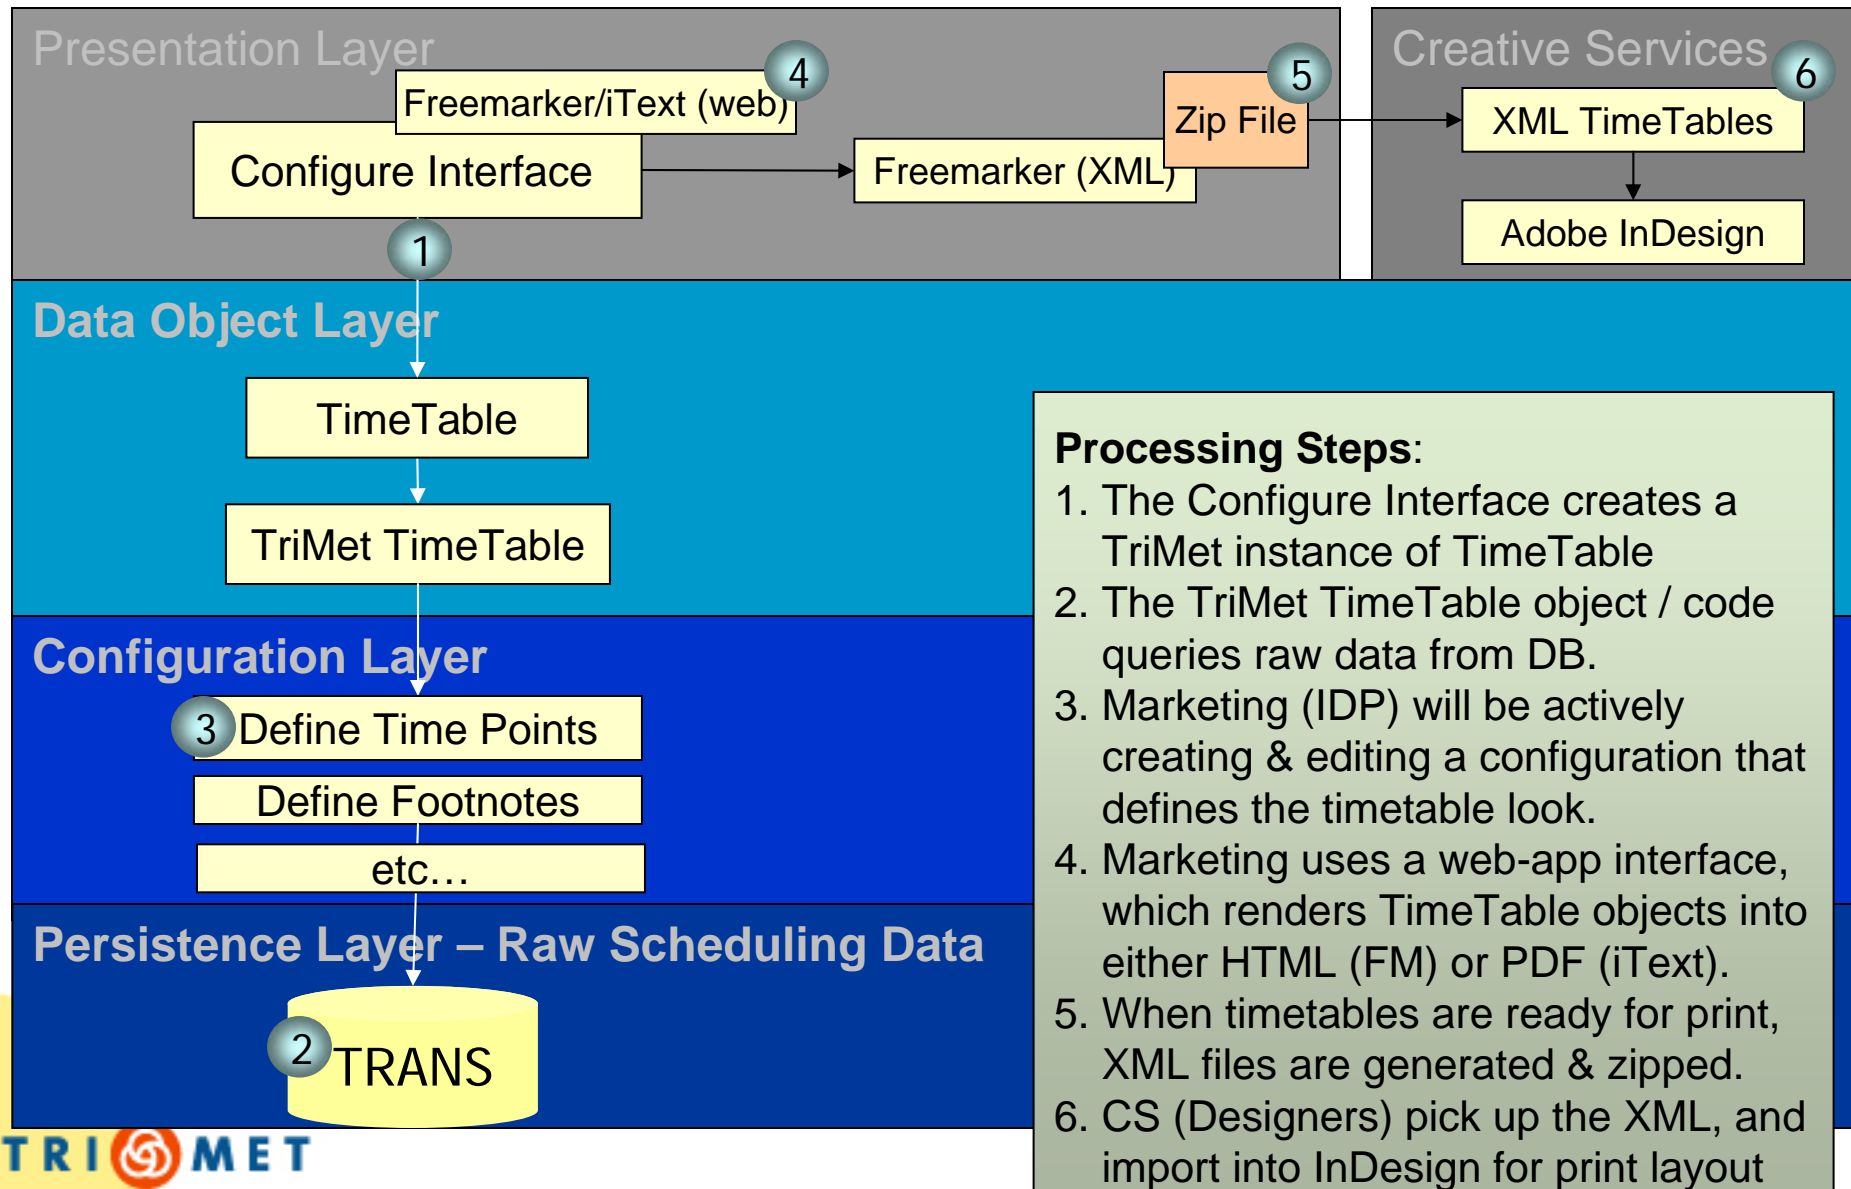 Presentation Layer
Freemarker/iText (web)
4
Configure Interface
1
Freemarker (XML)
Zip File
5
Creative Services
6
XML TimeTables
Adobe InDesign
Data Object Layer
TimeTable
TriMet TimeTable
Configuration Layer
3
Define Time Points
Define Footnotes
etc…
Persistence Layer – Raw Scheduling Data
2
TRANS
Processing Steps:
1. The Configure Interface creates a
TriMet instance of TimeTable
2. The TriMet TimeTable object / code
queries raw data from DB.
3. Marketing (IDP) will be actively
creating & editing a configuration that
defines the timetable look.
4. Marketing uses a web-app interface,
which renders TimeTable objects into
either HTML (FM) or PDF (iText).
5. When timetables are ready for print,
XML files are generated & zipped.
6. CS (Designers) pick up the XML, and
import into InDesign for print layout
TRI MET